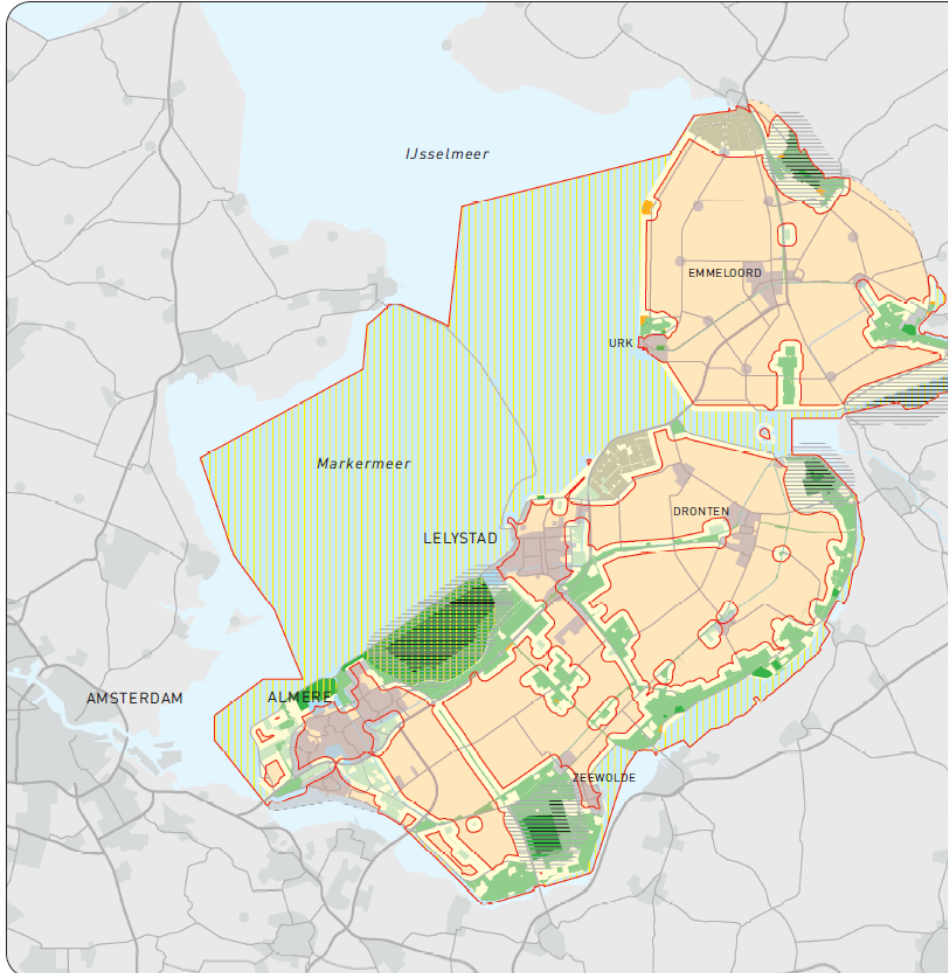 IJsselmeer
EMMELOORD
URK
Markermeer
DRONTEN
LELYSTAD
AMSTERDAM
ALMERE
ZEEWOLDE